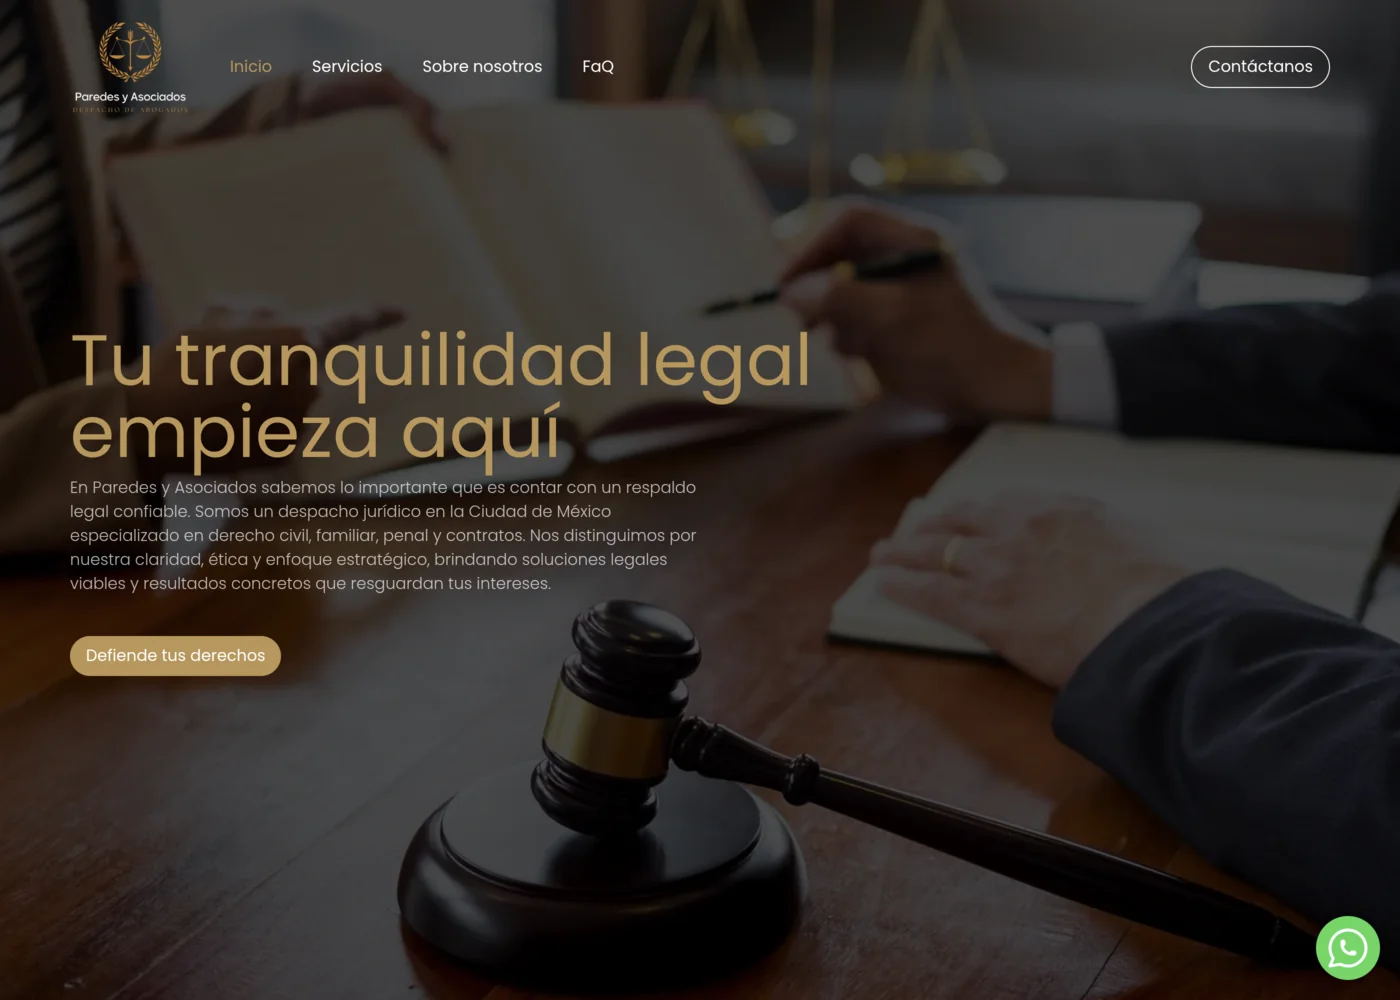 Paredes y Asociados
DESPACHO DE ABOGADOS
Inicio
Servicios
Sobre nosotros
FaQ
Contáctanos
Tu tranquilidad legal
empieza aquí
En Paredes y Asociados sabemos lo importante que es contar con un respaldo
legal confiable. Somos un despacho jurídico en la Ciudad de México
especializado en derecho civil, familiar, penal y contratos. Nos distinguimos por
nuestra claridad, ética y enfoque estratégico, brindando soluciones legales
viables y resultados concretos que resguardan tus intereses.
Defiende tus derechos